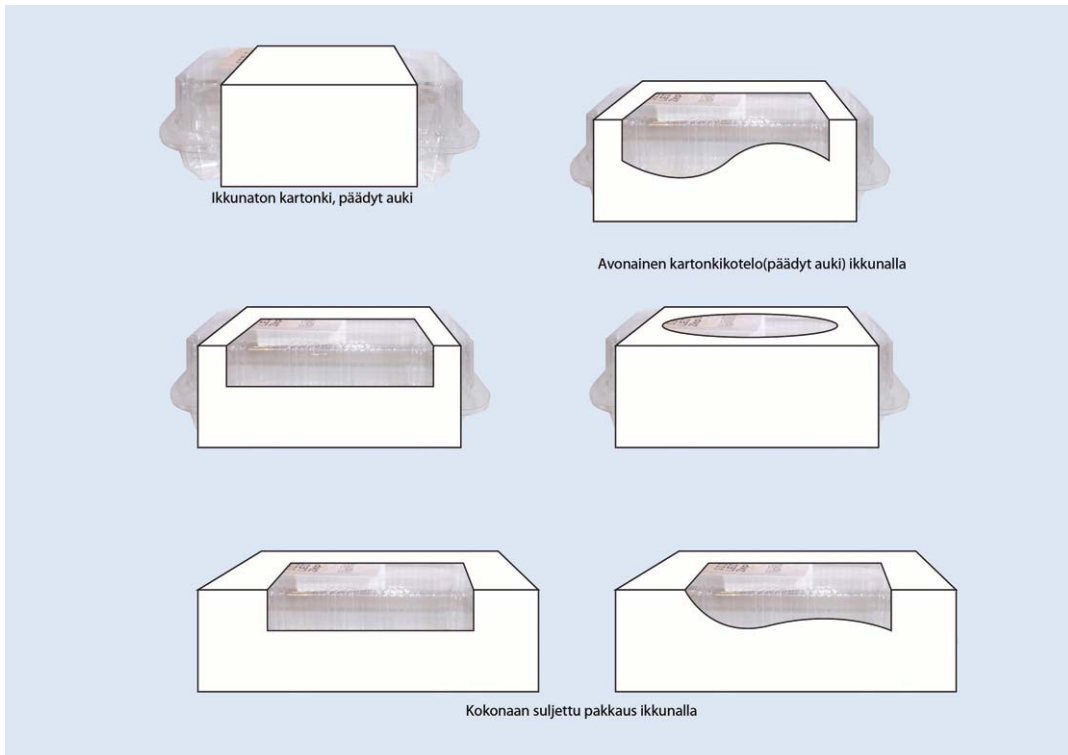 Ikkunaton kartonki, päädyt auki
Avonainen kartonkikotelo(päädyt auki) ikkunalla
Kokonaan suljettu pakkaus ikkunalla